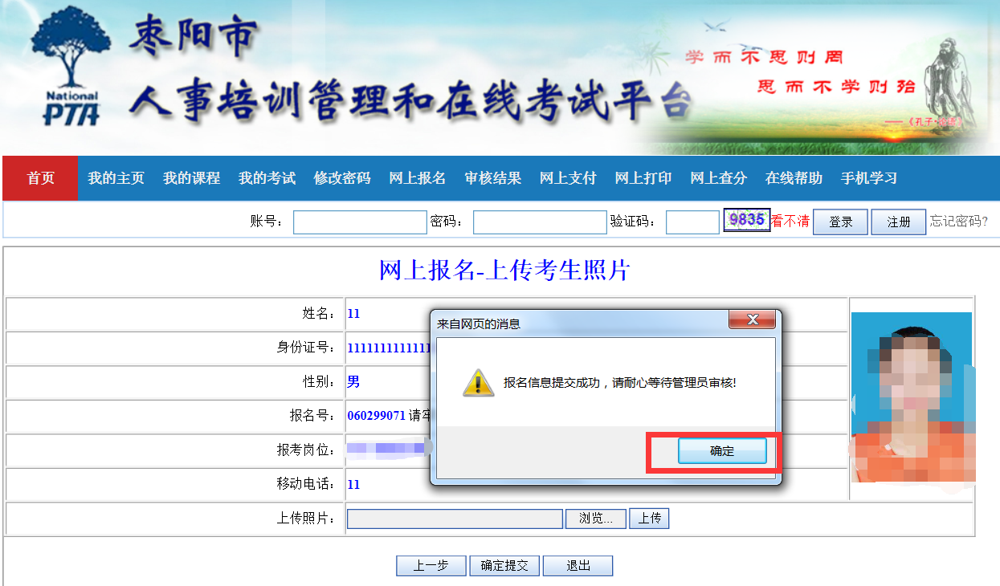 枣阳市
人事培训管理和在线考试平台
National
PTA
学而不思则罔
思而不学则殆
——《孔子·论语》
首页 我的主页 我的课程 我的考试 修改密码 网上报名 审核结果 网上支付 网上打印 网上查分 在线帮助 手机学习
账号： 密码： 验证码： 9835 看不清 登录 注册 忘记密码?
网上报名-上传考生照片
姓名： 11
身份证号： 1111111111111
性别： 男
报名号： 060299071 请牢
报考岗位：
移动电话： 11
上传照片： 浏览... 上传
来自网页的消息
报名信息提交成功，请耐心等待管理员审核!
确定
上一步 确定提交 退出